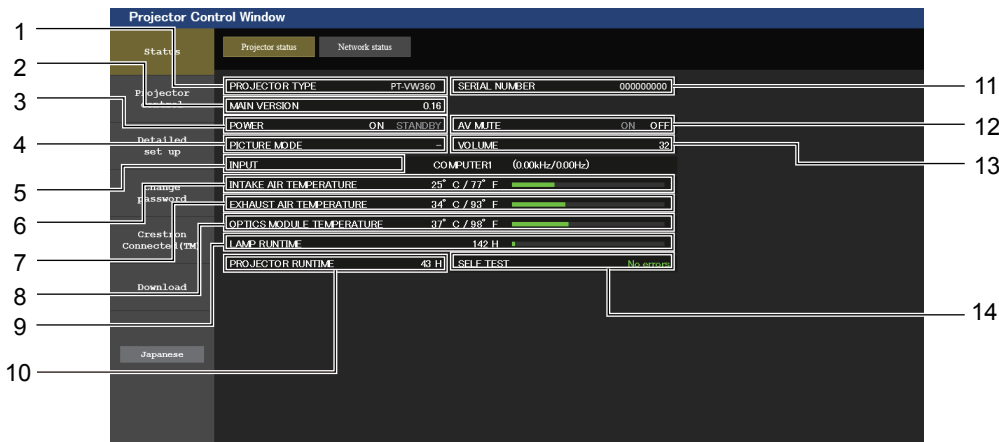 Projector Control Window
Status
Projector status
Network status
Projector control
Detailed
set up
Change
password
Crestron
Connected(TM)
Download
Japanese
PROJECTOR TYPE PT-VW360
SERIAL NUMBER 000000000
MAIN VERSION 0.16
POWER ON STANDBY
AV MUTE ON OFF
PICTURE MODE –
VOLUME 32
INPUT COMPUTER1 (0.00kHz/0.00Hz)
INTAKE AIR TEMPERATURE 25° C / 77° F
EXHAUST AIR TEMPERATURE 34° C / 93° F
OPTICS MODULE TEMPERATURE 37° C / 98° F
LAMP RUNTIME 142 H
PROJECTOR RUNTIME 43 H
SELF TEST No errors
1
2
3
4
5
6
7
8
9
10
11
12
13
14